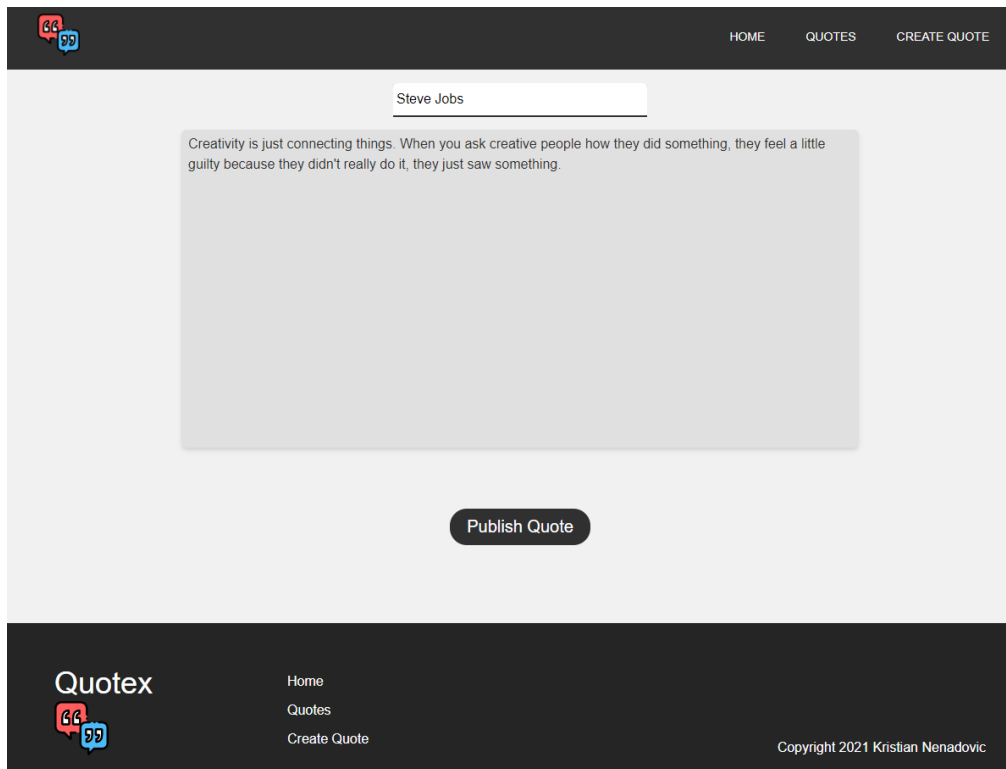 HOME QUOTES CREATE QUOTE
Steve Jobs
Creativity is just connecting things. When you ask creative people how they did something, they feel a little
guilty because they didn't really do it, they just saw something.
Publish Quote
Quotex
Home
Quotes
Create Quote
Copyright 2021 Kristian Nenadovic